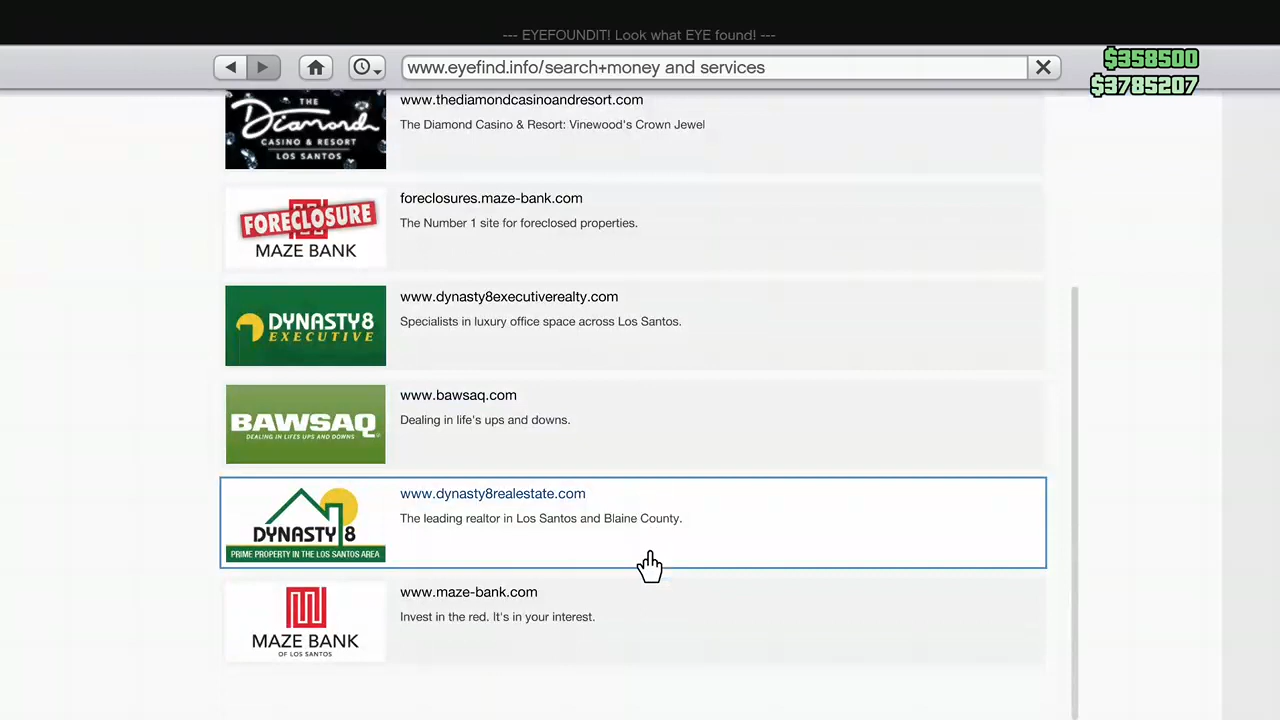 --- EYEFOUNDIT! Look what EYE found! ---
www.eyefind.info/search+money and services
$358500
$3785207
THE
Diamond
CASINO & RESORT
LOS SANTOS
www.thediamondcasinoandresort.com
The Diamond Casino & Resort: Vinewood's Crown Jewel
FORECLOSURE
MAZE BANK
foreclosures.maze-bank.com
The Number 1 site for foreclosed properties.
DYNASTY8
EXECUTIVE
www.dynasty8executiverealty.com
Specialists in luxury office space across Los Santos.
BAWSAQ
DEALING IN LIFES UPS AND DOWNS
www.bawsaq.com
Dealing in life's ups and downs.
DYNASTY 8
PRIME PROPERTY IN THE LOS SANTOS AREA
www.dynasty8realestate.com
The leading realtor in Los Santos and Blaine County.
MAZE BANK
OF LOS SANTOS
www.maze-bank.com
Invest in the red. It's in your interest.